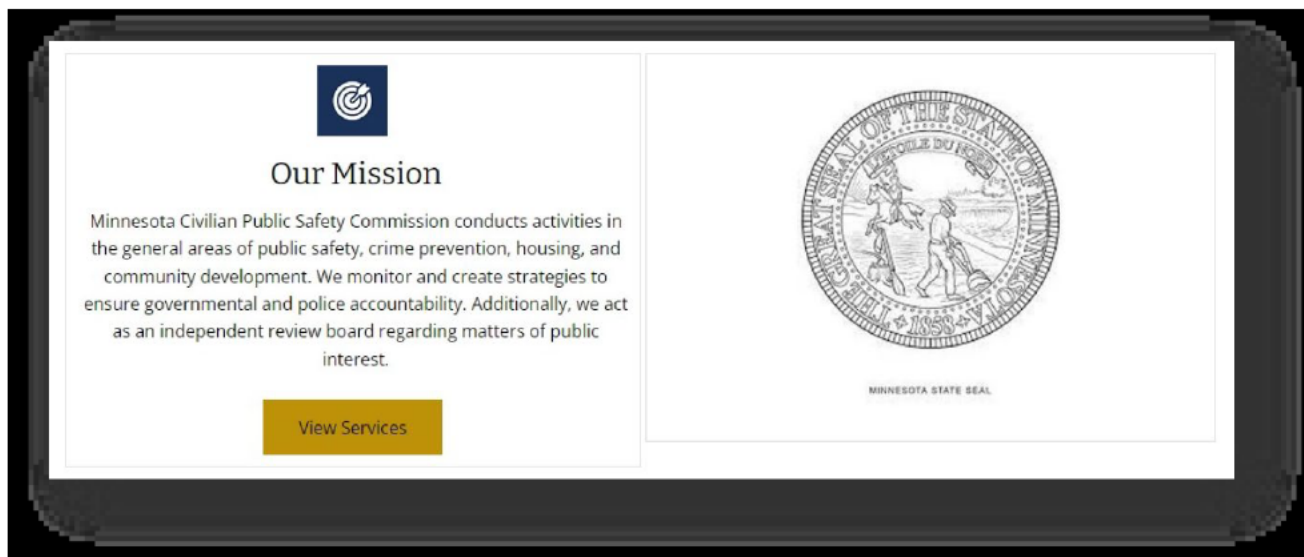 Our Mission
Minnesota Civilian Public Safety Commission conducts activities in
the general areas of public safety, crime prevention, housing, and
community development. We monitor and create strategies to
ensure governmental and police accountability. Additionally, we act
as an independent review board regarding matters of public
interest.
View Services
THE GREAT SEAL OF THE STATE OF MINNESOTA
L'ETOILE DU NORD
1858
MINNESOTA STATE SEAL